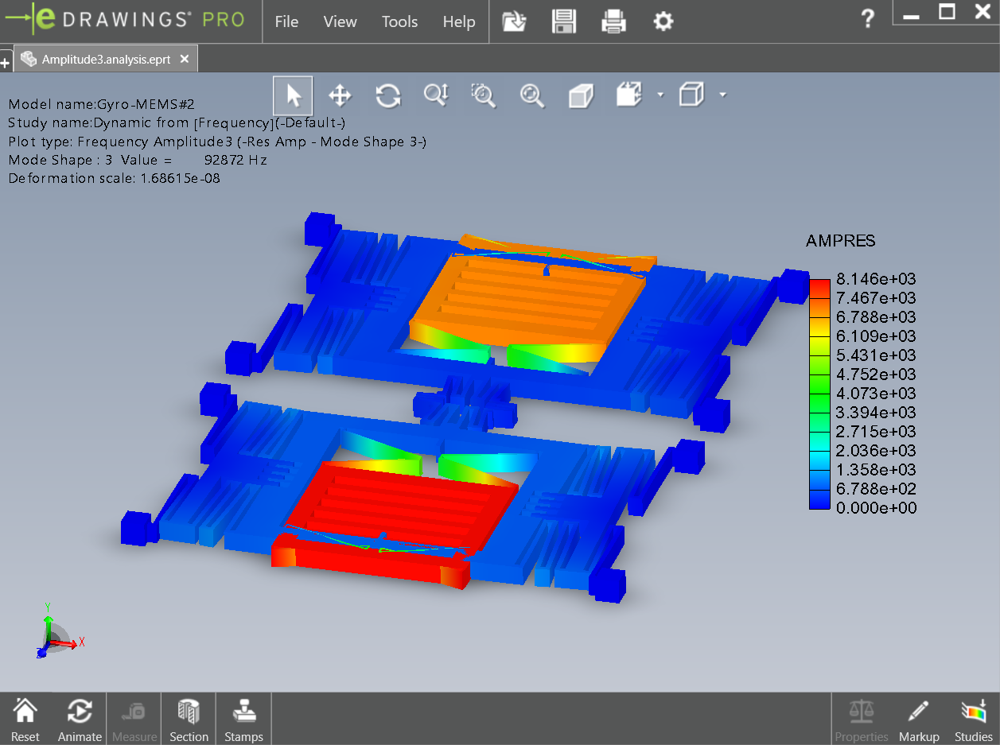 eDRAWINGS® PRO
File View Tools Help
?
+ Amplitude3.analysis.eprt ×
Model name:Gyro-MEMS#2
Study name:Dynamic from [Frequency](-Default-)
Plot type: Frequency Amplitude3 (-Res Amp - Mode Shape 3-)
Mode Shape : 3 Value = 92872 Hz
Deformation scale: 1.68615e-08
AMPRES
8.146e+03
7.467e+03
6.788e+03
6.109e+03
5.431e+03
4.752e+03
4.073e+03
3.394e+03
2.715e+03
2.036e+03
1.358e+03
6.788e+02
0.000e+00
Y
X
Z
Reset Animate Measure Section Stamps Properties Markup Studies